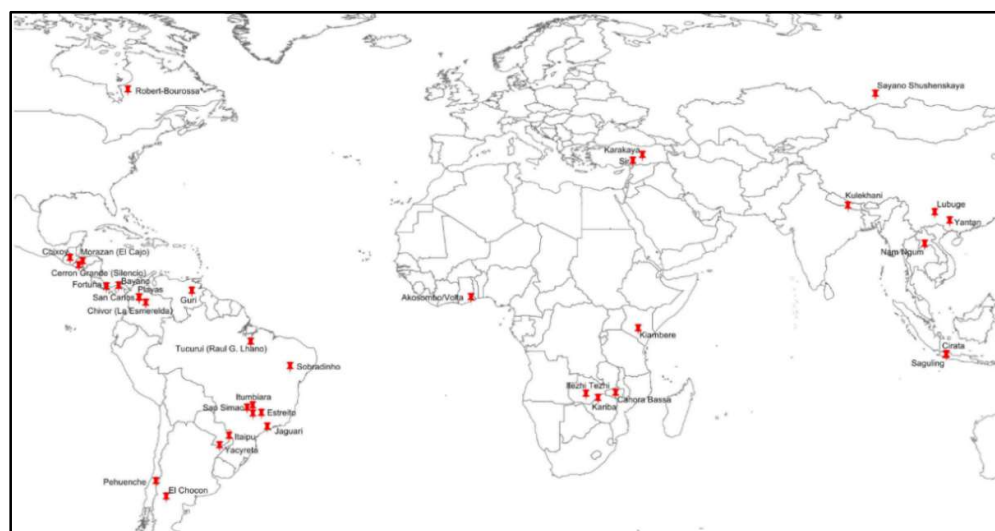 Robert-Bourossa
Sayano Shushenskaya
Karakaya
Sir
Kulekhani
Lubuge
Yantan
Nam Ngum
Chixoy
Morazan (El Cajo)
Cerron Grande (Silencio)
Fortuna
Bayano
Playas
San Carlos
Guri
Chivor (La Esmerelda)
Akosombo/Volta
Kiambere
Tucurui (Raul G. Lhano)
Cirata
Saguling
Sobradinho
Itezhi Tezhi
Cahora Bassa
Kariba
Itumbiara
Sao Simao
Estreito
Jaguari
Itaipu
Yacyreta
Pehuenche
El Chocon